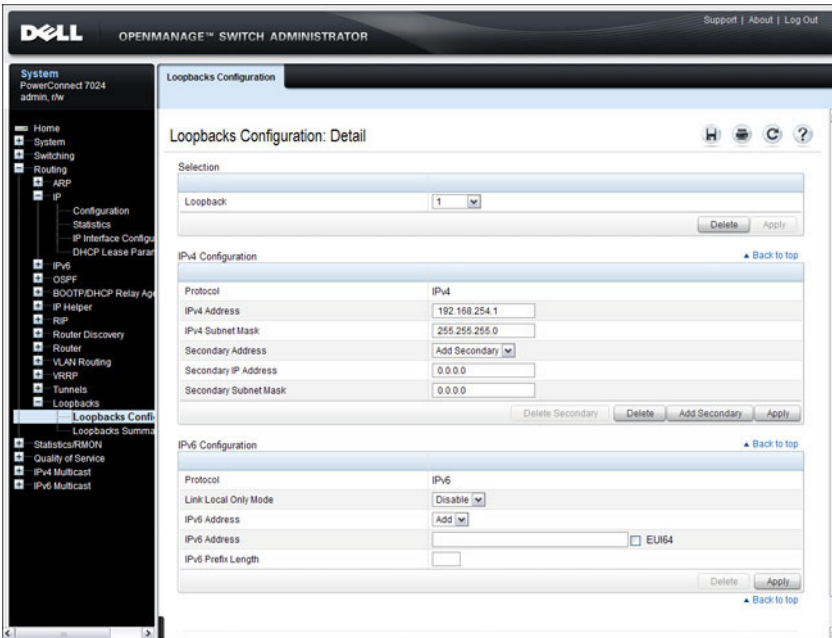 Support | About | Log Out
DELL
OPENMANAGE™ SWITCH ADMINISTRATOR
System
PowerConnect 7024
admin, r/w
Home
System
Switching
Routing
ARP
IP
Configuration
Statistics
IP Interface Configu
DHCP Lease Paran
IPv6
OSPF
BOOTP/DHCP Relay Age
IP Helper
RIP
Router Discovery
Router
VLAN Routing
VRRP
Tunnels
Loopbacks
Loopbacks Confi
Loopbacks Summa
Statistics/RMON
Quality of Service
IPv4 Multicast
IPv6 Multicast
Loopbacks Configuration
Loopbacks Configuration: Detail
Selection
Loopback 1
Delete Apply
IPv4 Configuration Back to top
Protocol IPv4
IPv4 Address 192.168.254.1
IPv4 Subnet Mask 255.255.255.0
Secondary Address Add Secondary
Secondary IP Address 0.0.0.0
Secondary Subnet Mask 0.0.0.0
Delete Secondary Delete Add Secondary Apply
IPv6 Configuration Back to top
Protocol IPv6
Link Local Only Mode Disable
IPv6 Address Add
IPv6 Address EUI64
IPv6 Prefix Length
Delete Apply
Back to top